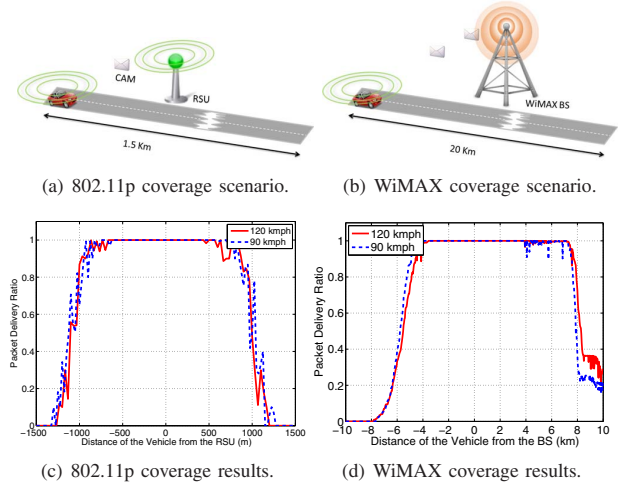 CAM
RSU
1.5 Km
WiMAX BS
20 Km
(a) 802.11p coverage scenario.
(b) WiMAX coverage scenario.
120 kmph
90 kmph
Packet Delivery Ratio
1
0.8
0.6
0.4
0.2
0
−1500 −1000 −500 0 500 1000 1500
Distance of the Vehicle from the RSU (m)
120 kmph
90 kmph
Packet Delivery Ratio
1
0.8
0.6
0.4
0.2
0
−10 −8 −6 −4 −2 0 2 4 6 8 10
Distance of the Vehicle from the BS (km)
(c) 802.11p coverage results.
(d) WiMAX coverage results.